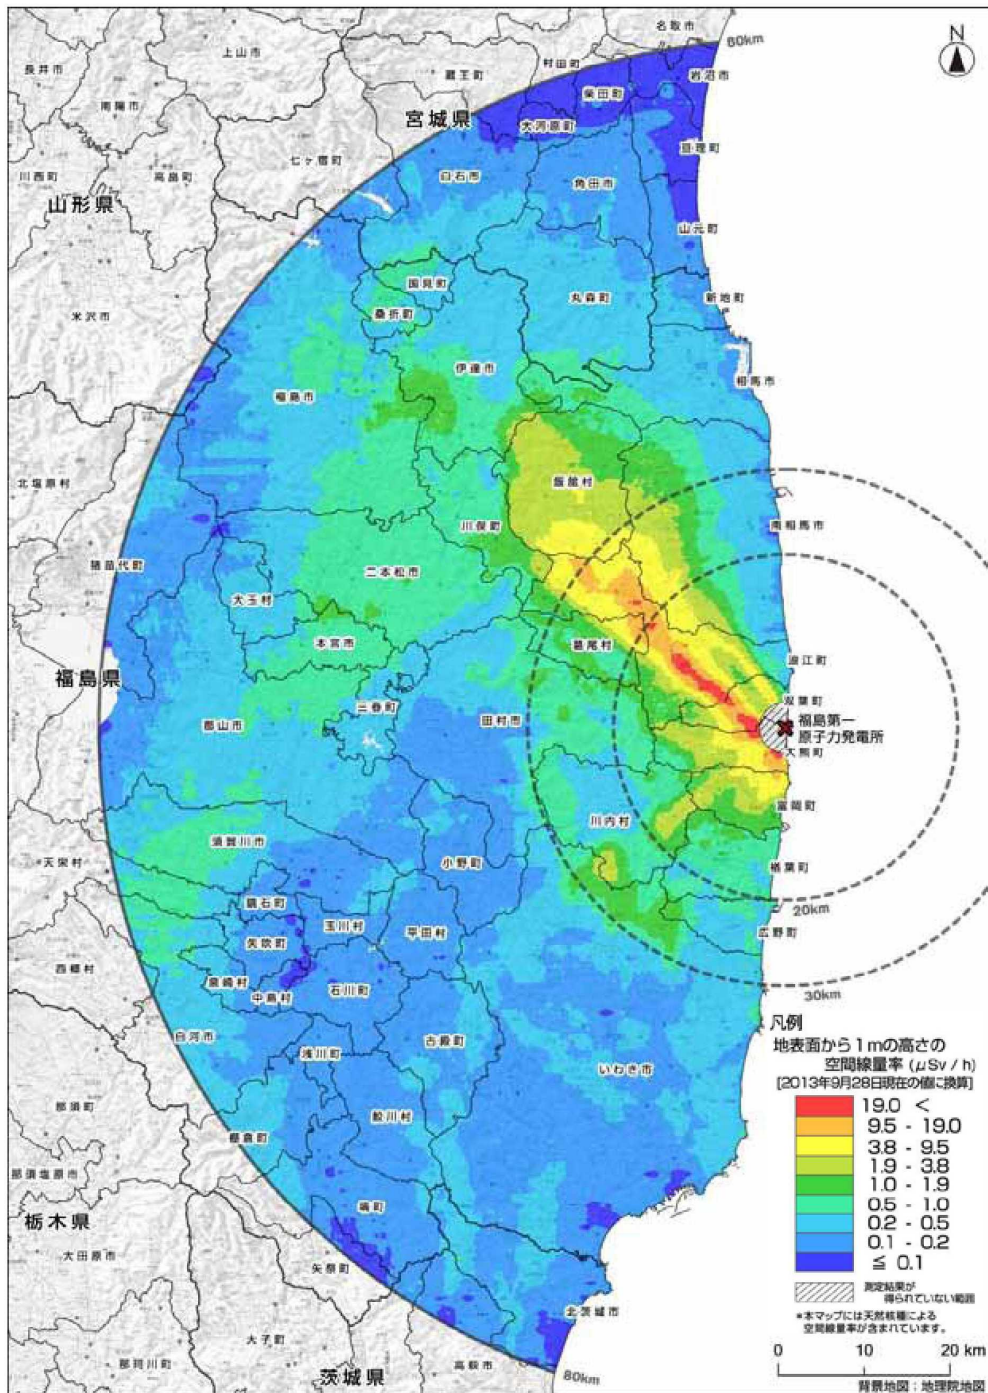 名取市
80km
N
上山市
長井市
村田町
蔵王町
岩沼市
柴田町
南陽市
宮城県
大河原町
亘理町
七ヶ宿町
川西町
高畠町
白石市
角田市
山形県
山元町
国見町
丸森町
新地町
桑折町
米沢市
伊達市
相馬市
福島市
北塩原村
飯舘村
川俣町
南相馬市
猪苗代町
二本松市
大玉村
本宮市
葛尾村
浪江町
福島県
双葉町
三春町
田村市
郡山市
福島第一
原子力発電所
大熊町
富岡町
川内村
須賀川市
小野町
天栄村
楢葉町
鏡石町
20km
玉川村
平田村
広野町
矢吹町
西郷村
泉崎村
中島村
石川町
30km
白河市
浅川町
古殿町
いわき市
凡例
地表面から1mの高さの
空間線量率 (μSv / h)
[2013年9月28日現在の値に換算]
19.0 <
9.5 - 19.0
3.8 - 9.5
1.9 - 3.8
1.0 - 1.9
0.5 - 1.0
0.2 - 0.5
0.1 - 0.2
≦ 0.1
測定結果が
得られていない範囲
*本マップには天然核種による
空間線量率が含まれています。
那須町
鮫川村
棚倉町
那須塩原市
塙町
栃木県
大田原市
矢祭町
北茨城市
大子町
那珂川町
茨城県
高萩市
80km
0 10 20 km
背景地図:地理院地図